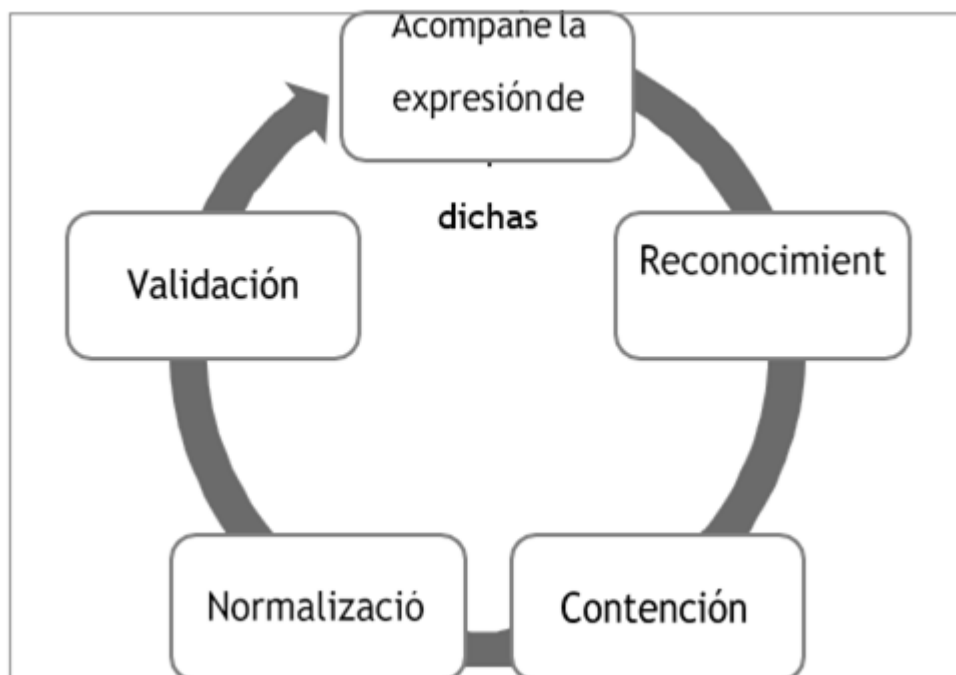 Acompañe la
expresión de
dichas
Reconocimient
Contención
Normalizació
Validación